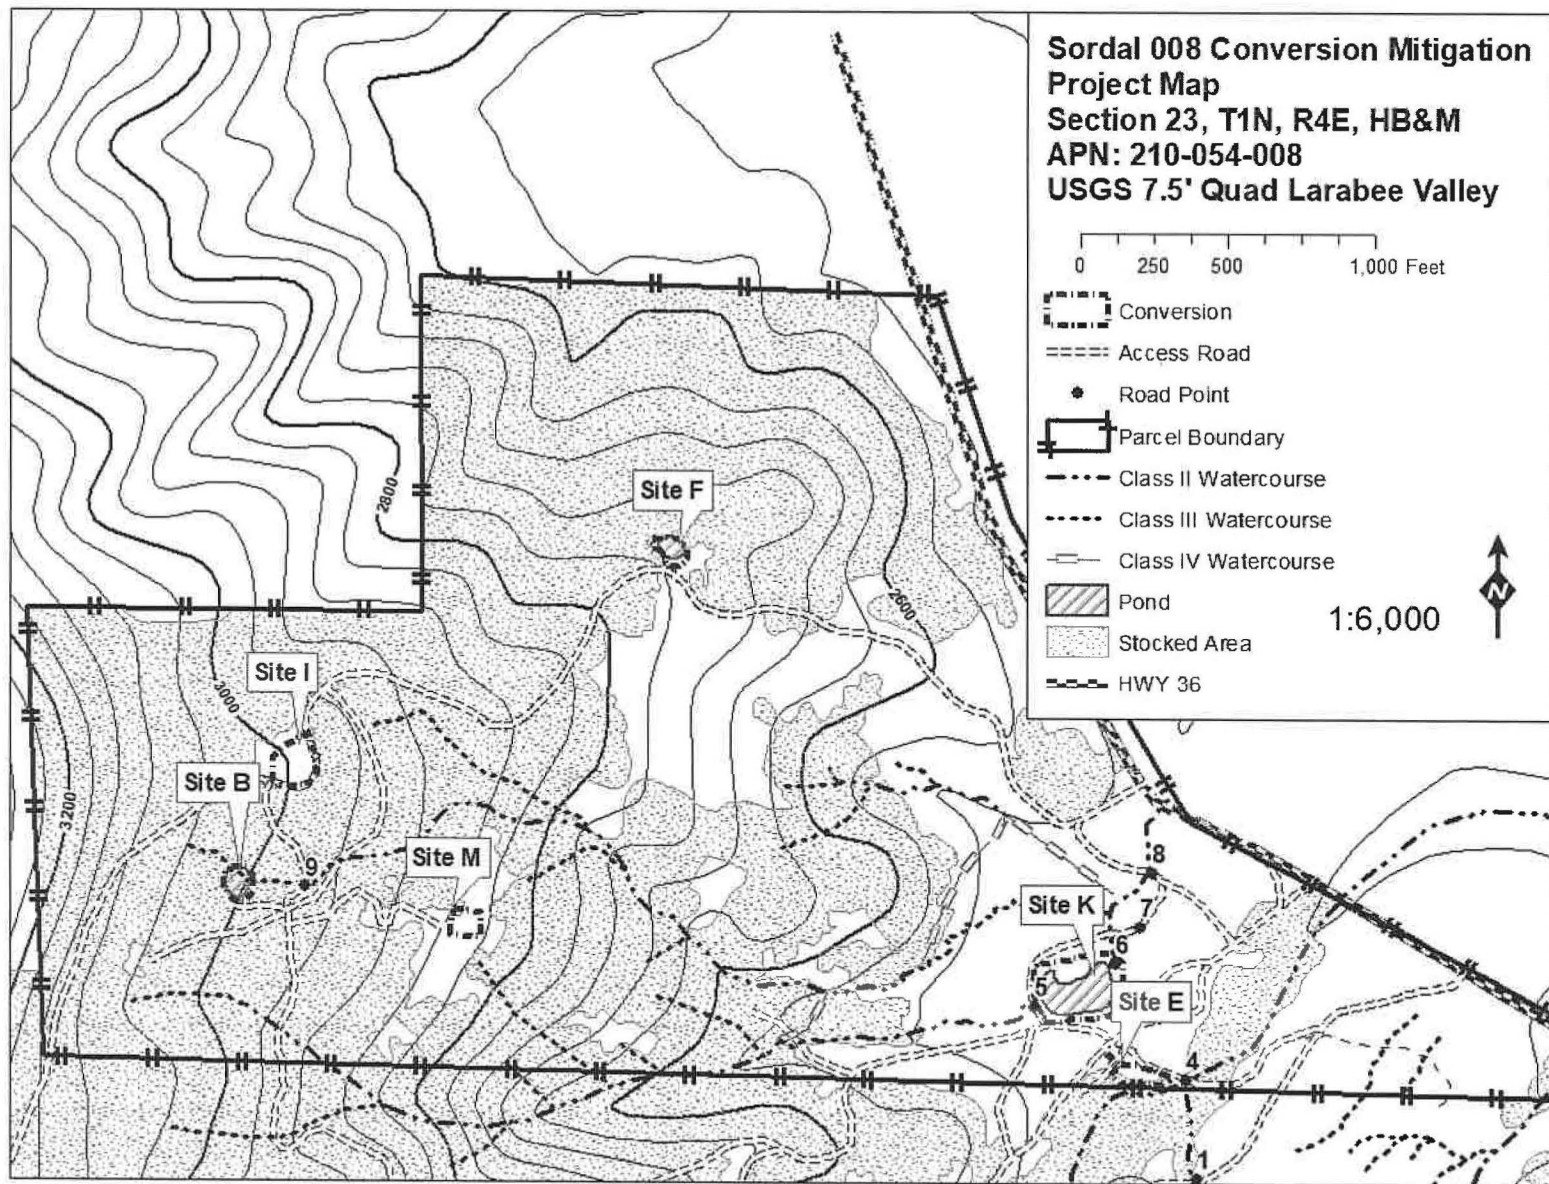 Sordal 008 Conversion Mitigation
Project Map
Section 23, T1N, R4E, HB&M
APN: 210-054-008
USGS 7.5' Quad Larabee Valley
0 250 500 1,000 Feet
Conversion
Access Road
Road Point
Parcel Boundary
Class II Watercourse
Class III Watercourse
Class IV Watercourse
Pond
1:6,000
N
Stocked Area
HWY 36
2800
Site F
2600
Site I
3000
Site B
3200
9
Site M
8
Site K
7
6
5
Site E
4
1